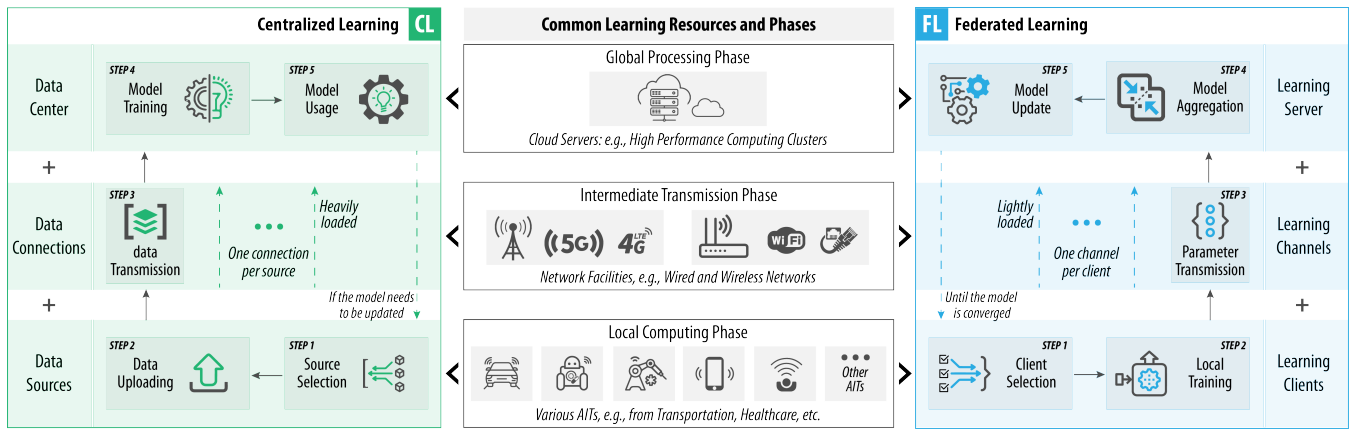 Centralized Learning CL
Data
Center
STEP 4
Model
Training
STEP 5
Model
Usage
+
Data
Connections
STEP 3
data
Transmission
Heavily
loaded
One connection
per source
If the model needs
to be updated
+
Data
Sources
STEP 2
Data
Uploading
STEP 1
Source
Selection
Common Learning Resources and Phases
Global Processing Phase
Cloud Servers: e.g., High Performance Computing Clusters
Intermediate Transmission Phase
5G
4G LTE
Wi Fi
Network Facilities, e.g., Wired and Wireless Networks
Local Computing Phase
Other
AITs
Various AITs, e.g., from Transportation, Healthcare, etc.
FL Federated Learning
STEP 5
Model
Update
STEP 4
Model
Aggregation
Learning
Server
+
Lightly
loaded
One channel
per client
STEP 3
Parameter
Transmission
Learning
Channels
Until the model
is converged
+
STEP 1
Client
Selection
STEP 2
Local
Training
Learning
Clients